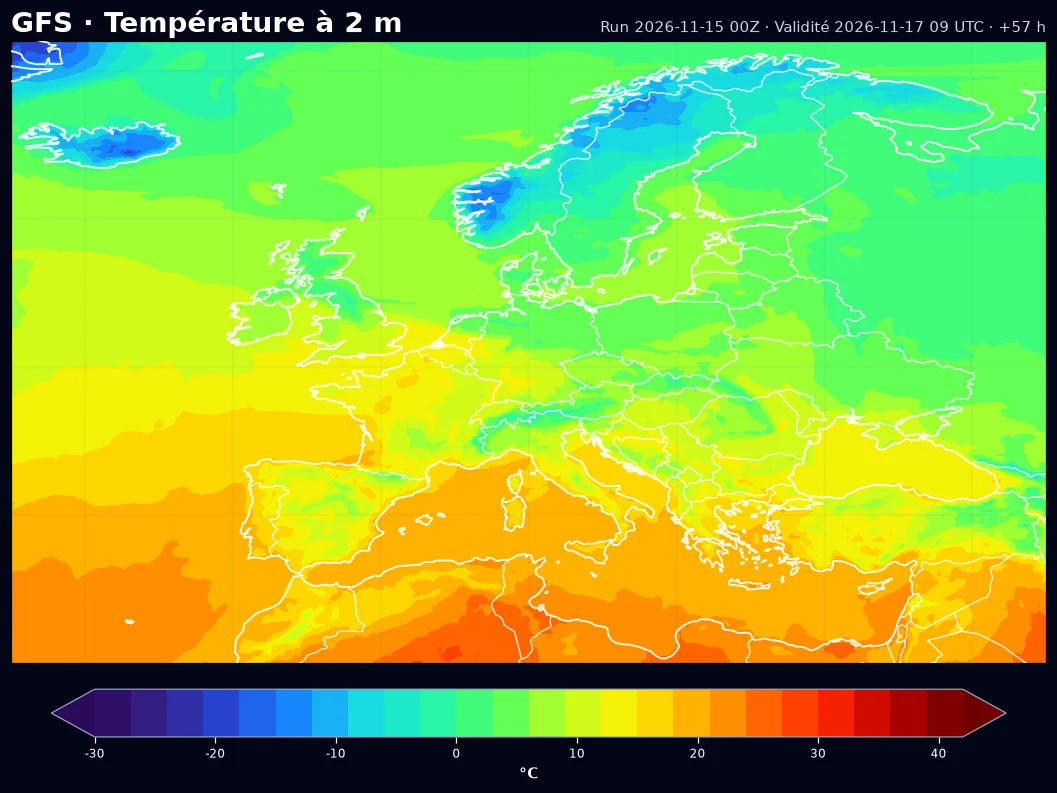 GFS · Température à 2 m
Run 2026-11-15 00Z · Validité 2026-11-17 09 UTC · +57 h
-30 -20 -10 0 10 20 30 40
°C